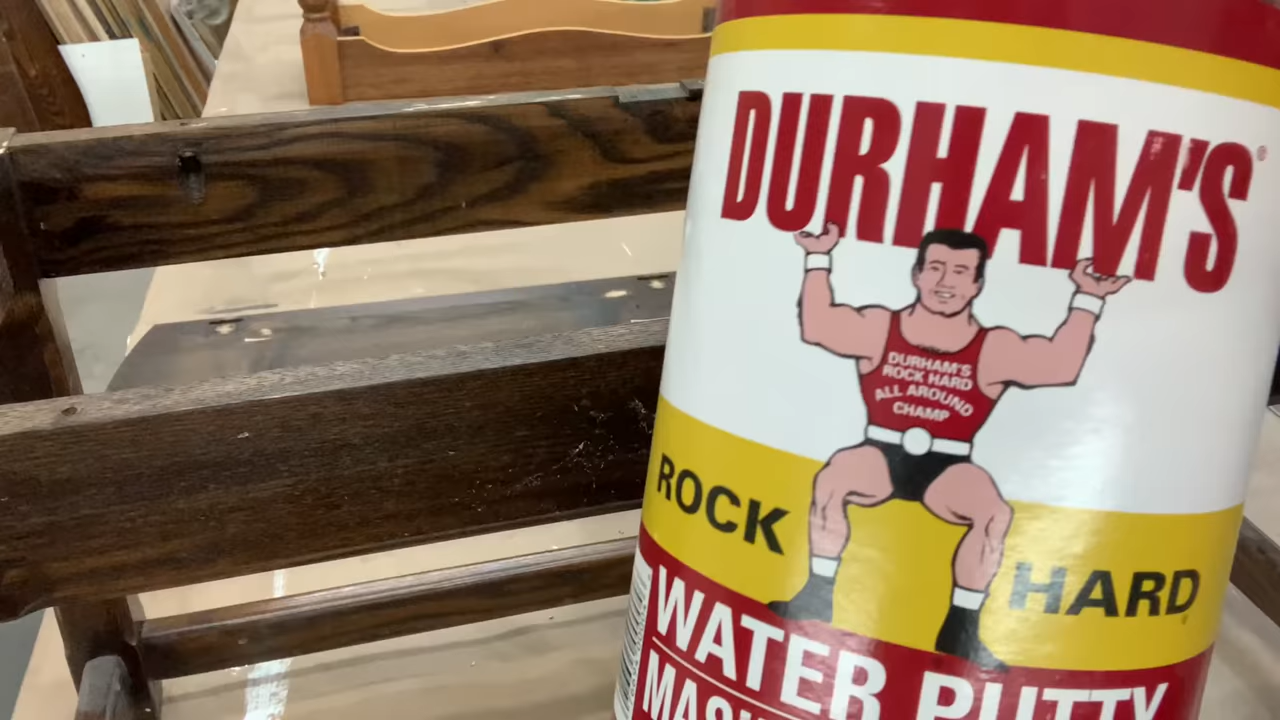 DURHAM'S®
DURHAM'S
ROCK HARD
ALL AROUND
CHAMP
ROCK HARD
WATER PUTTY